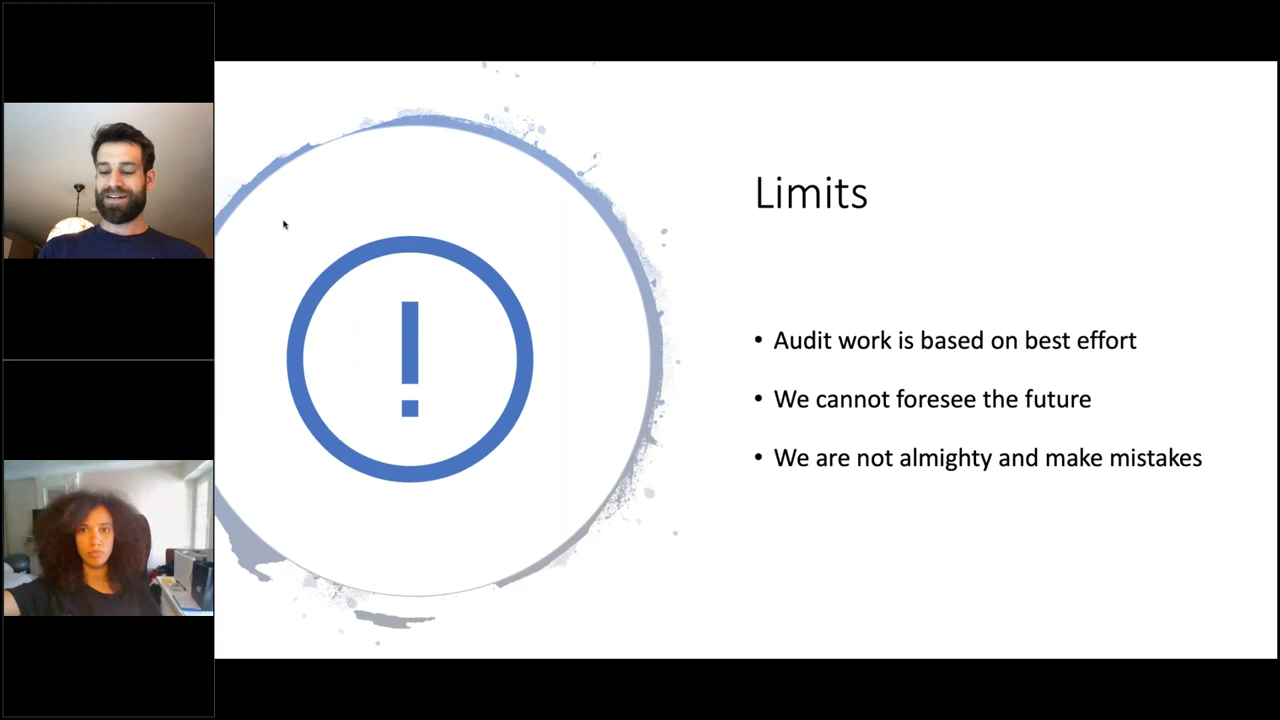 Limits
• Audit work is based on best effort
• We cannot foresee the future
• We are not almighty and make mistakes